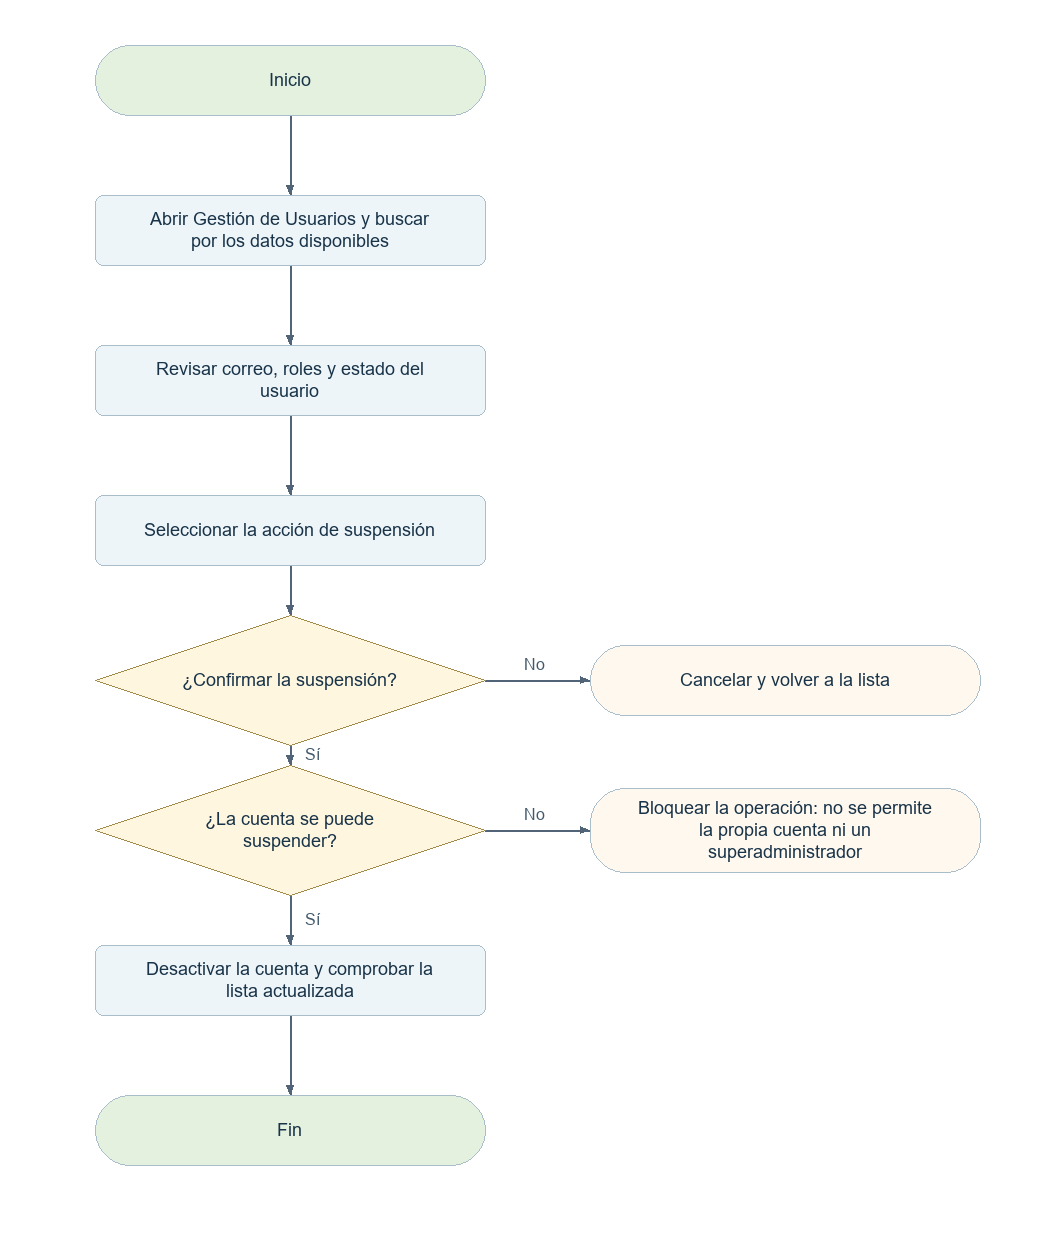 Inicio
Abrir Gestión de Usuarios y buscar
por los datos disponibles
Revisar correo, roles y estado del
usuario
Seleccionar la acción de suspensión
¿Confirmar la suspensión?
No
Cancelar y volver a la lista
Sí
¿La cuenta se puede
suspender?
No
Bloquear la operación: no se permite
la propia cuenta ni un
superadministrador
Sí
Desactivar la cuenta y comprobar la
lista actualizada
Fin